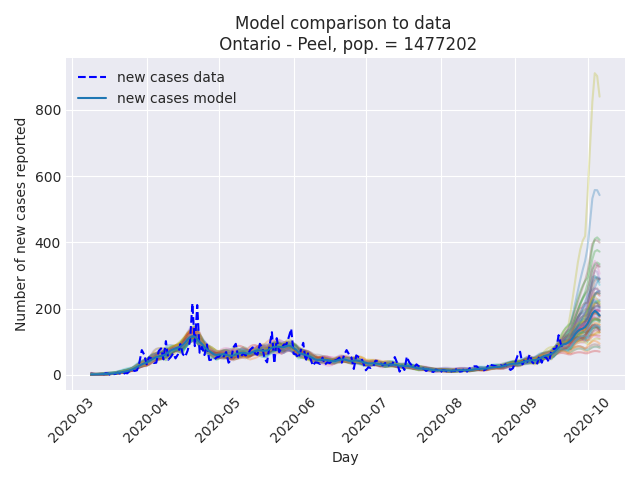 Model comparison to data
Ontario - Peel, pop. = 1477202
new cases data
new cases model
Number of new cases reported
800
600
400
200
0
2020-03
2020-04
2020-05
2020-06
2020-07
2020-08
2020-09
2020-10
Day